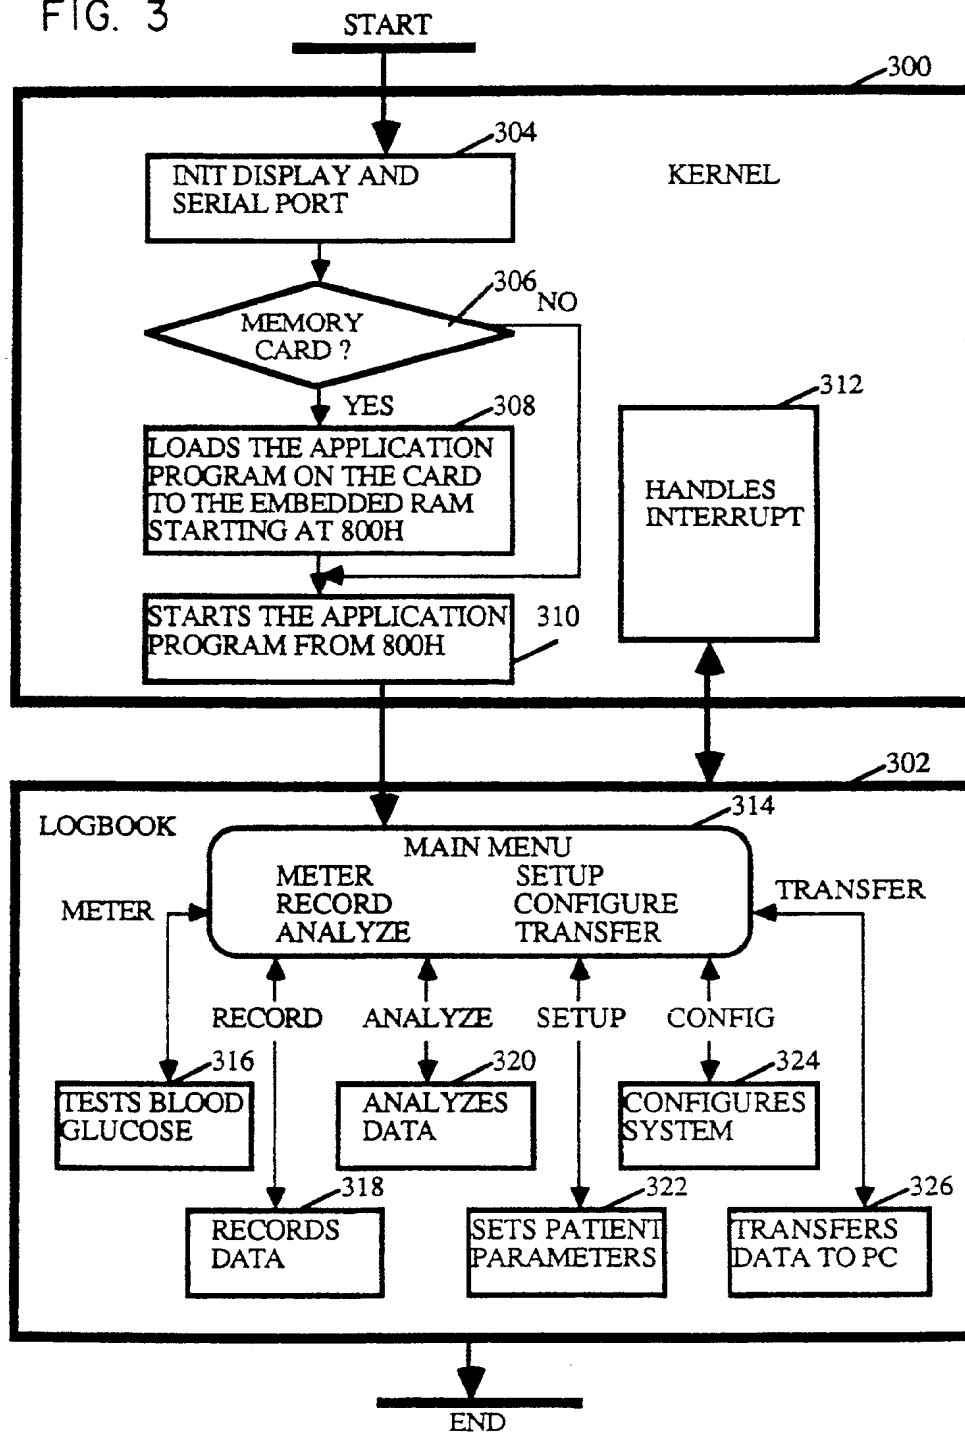 FIG. 3
START
300
304
INIT DISPLAY AND
SERIAL PORT
KERNEL
306
NO
MEMORY
CARD ?
YES
308
312
LOADS THE APPLICATION
PROGRAM ON THE CARD
TO THE EMBEDDED RAM
STARTING AT 800H
HANDLES
INTERRUPT
STARTS THE APPLICATION
PROGRAM FROM 800H
310
302
LOGBOOK
314
MAIN MENU
METER SETUP
RECORD CONFIGURE
ANALYZE TRANSFER
METER
TRANSFER
RECORD ANALYZE SETUP CONFIG
316
320
324
TESTS BLOOD
GLUCOSE
ANALYZES
DATA
CONFIGURES
SYSTEM
318
322
326
RECORDS
DATA
SETS PATIENT
PARAMETERS
TRANSFERS
DATA TO PC
END